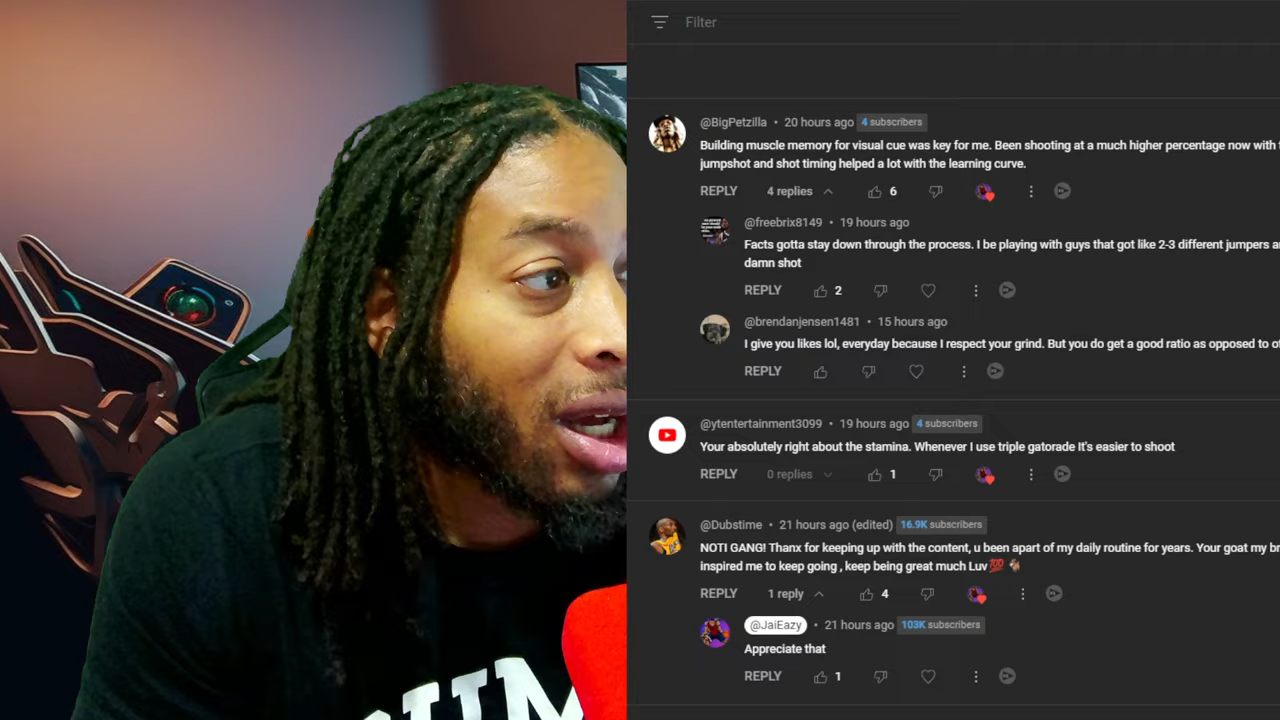 Filter
@BigPetzilla • 20 hours ago 4 subscribers
Building muscle memory for visual cue was key for me. Been shooting at a much higher percentage now with
jumpshot and shot timing helped a lot with the learning curve.
REPLY 4 replies 6
@freebrix8149 • 19 hours ago
Facts gotta stay down through the process. I be playing with guys that got like 2-3 different jumpers
damn shot
REPLY 2
@brendanjensen1481 • 15 hours ago
I give you likes lol, everyday because I respect your grind. But you do get a good ratio as opposed to
REPLY
@ytentertainment3099 • 19 hours ago 4 subscribers
Your absolutely right about the stamina. Whenever I use triple gatorade It's easier to shoot
REPLY 0 replies 1
@Dubstime • 21 hours ago (edited) 16.9K subscribers
NOTI GANG! Thanx for keeping up with the content, u been apart of my daily routine for years. Your goat my
inspired me to keep going , keep being great much Luv💯 🐐
REPLY 1 reply 4
@JaiEazy • 21 hours ago 103K subscribers
Appreciate that
REPLY 1